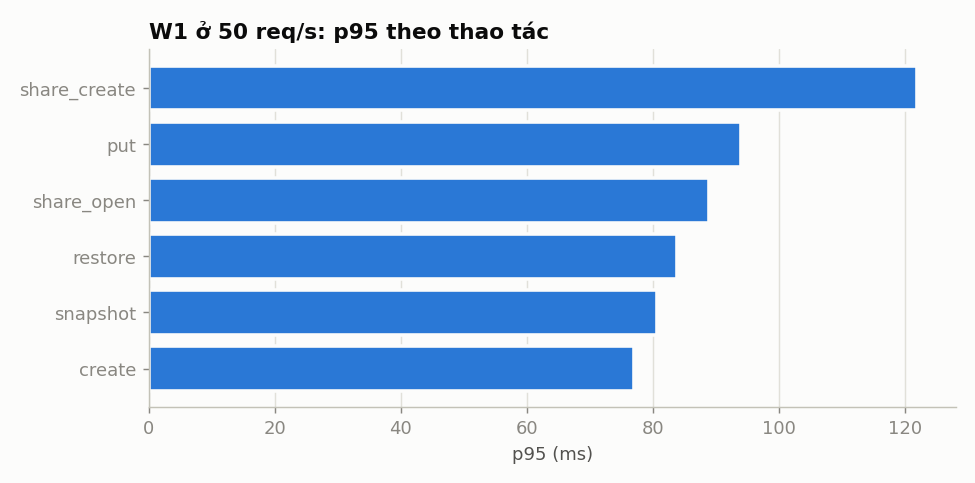 W1 ở 50 req/s: p95 theo thao tác
share_create
put
share_open
restore
snapshot
create
0 20 40 60 80 100 120
p95 (ms)